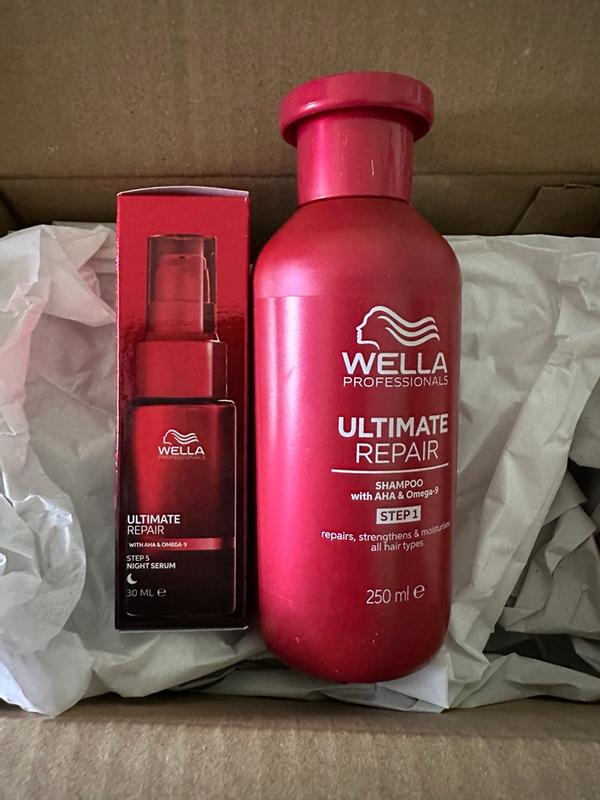 WELLA
PROFESSIONALS
ULTIMATE
REPAIR
WITH AHA & OMEGA-9
STEP 5
NIGHT SERUM
30 ML e
WELLA
PROFESSIONALS
ULTIMATE
REPAIR
SHAMPOO
with AHA & Omega-9
STEP 1
repairs, strengthens & moisturises
all hair types
250 ml e